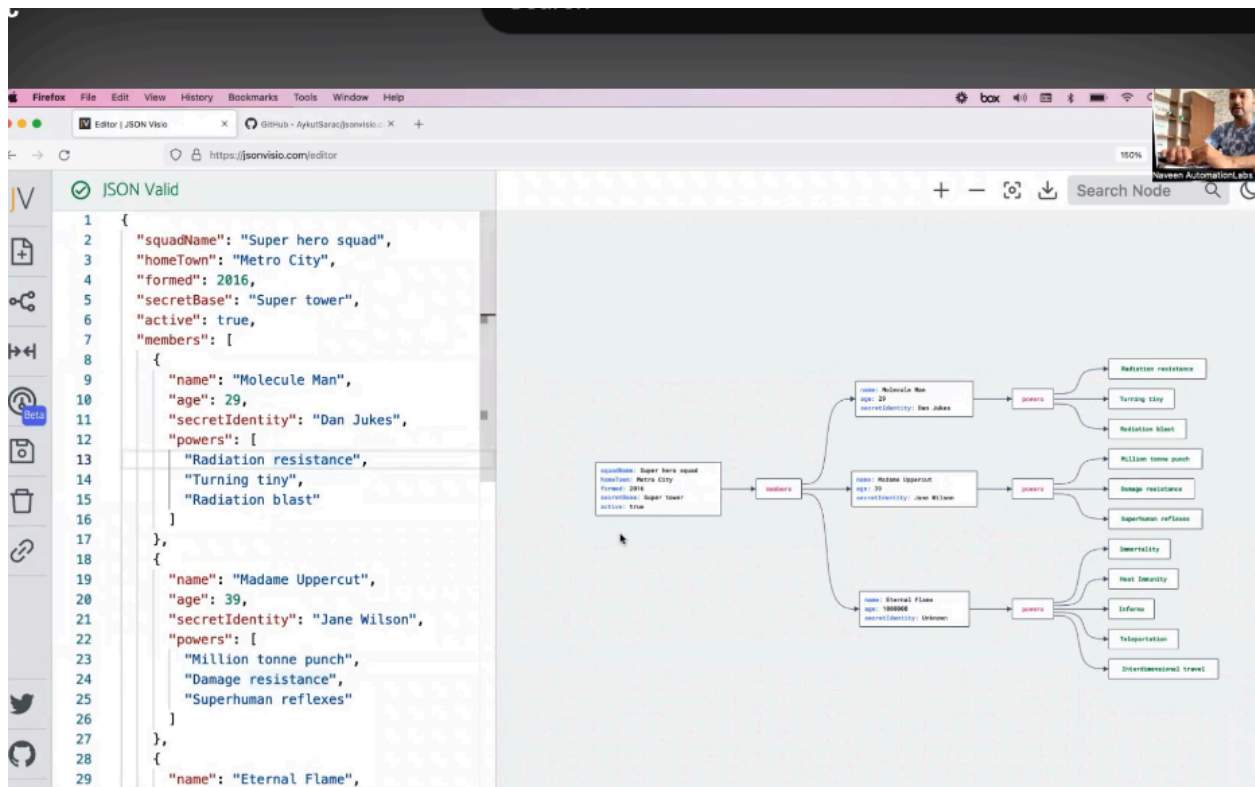 Firefox File Edit View History Bookmarks Tools Window Help
box
Editor | JSON Visio
GitHub - AykutSarac/jsonvisio.c
https://jsonvisio.com/editor
150%
Naveen AutomationLabs
JV
JSON Valid
Search Node
Beta
1 {
2 "squadName": "Super hero squad",
3 "homeTown": "Metro City",
4 "formed": 2016,
5 "secretBase": "Super tower",
6 "active": true,
7 "members": [
8 {
9 "name": "Molecule Man",
10 "age": 29,
11 "secretIdentity": "Dan Jukes",
12 "powers": [
13 "Radiation resistance",
14 "Turning tiny",
15 "Radiation blast"
16 ]
17 },
18 {
19 "name": "Madame Uppercut",
20 "age": 39,
21 "secretIdentity": "Jane Wilson",
22 "powers": [
23 "Million tonne punch",
24 "Damage resistance",
25 "Superhuman reflexes"
26 ]
27 },
28 {
29 "name": "Eternal Flame",
squadName: Super hero squad
homeTown: Metro City
formed: 2016
secretBase: Super tower
active: true
members
name: Molecule Man
age: 29
secretIdentity: Dan Jukes
powers
Radiation resistance
Turning tiny
Radiation blast
name: Madame Uppercut
age: 39
secretIdentity: Jane Wilson
powers
Million tonne punch
Damage resistance
Superhuman reflexes
name: Eternal Flame
age: 1000000
secretIdentity: Unknown
powers
Immortality
Heat Immunity
Inferno
Teleportation
Interdimensional travel